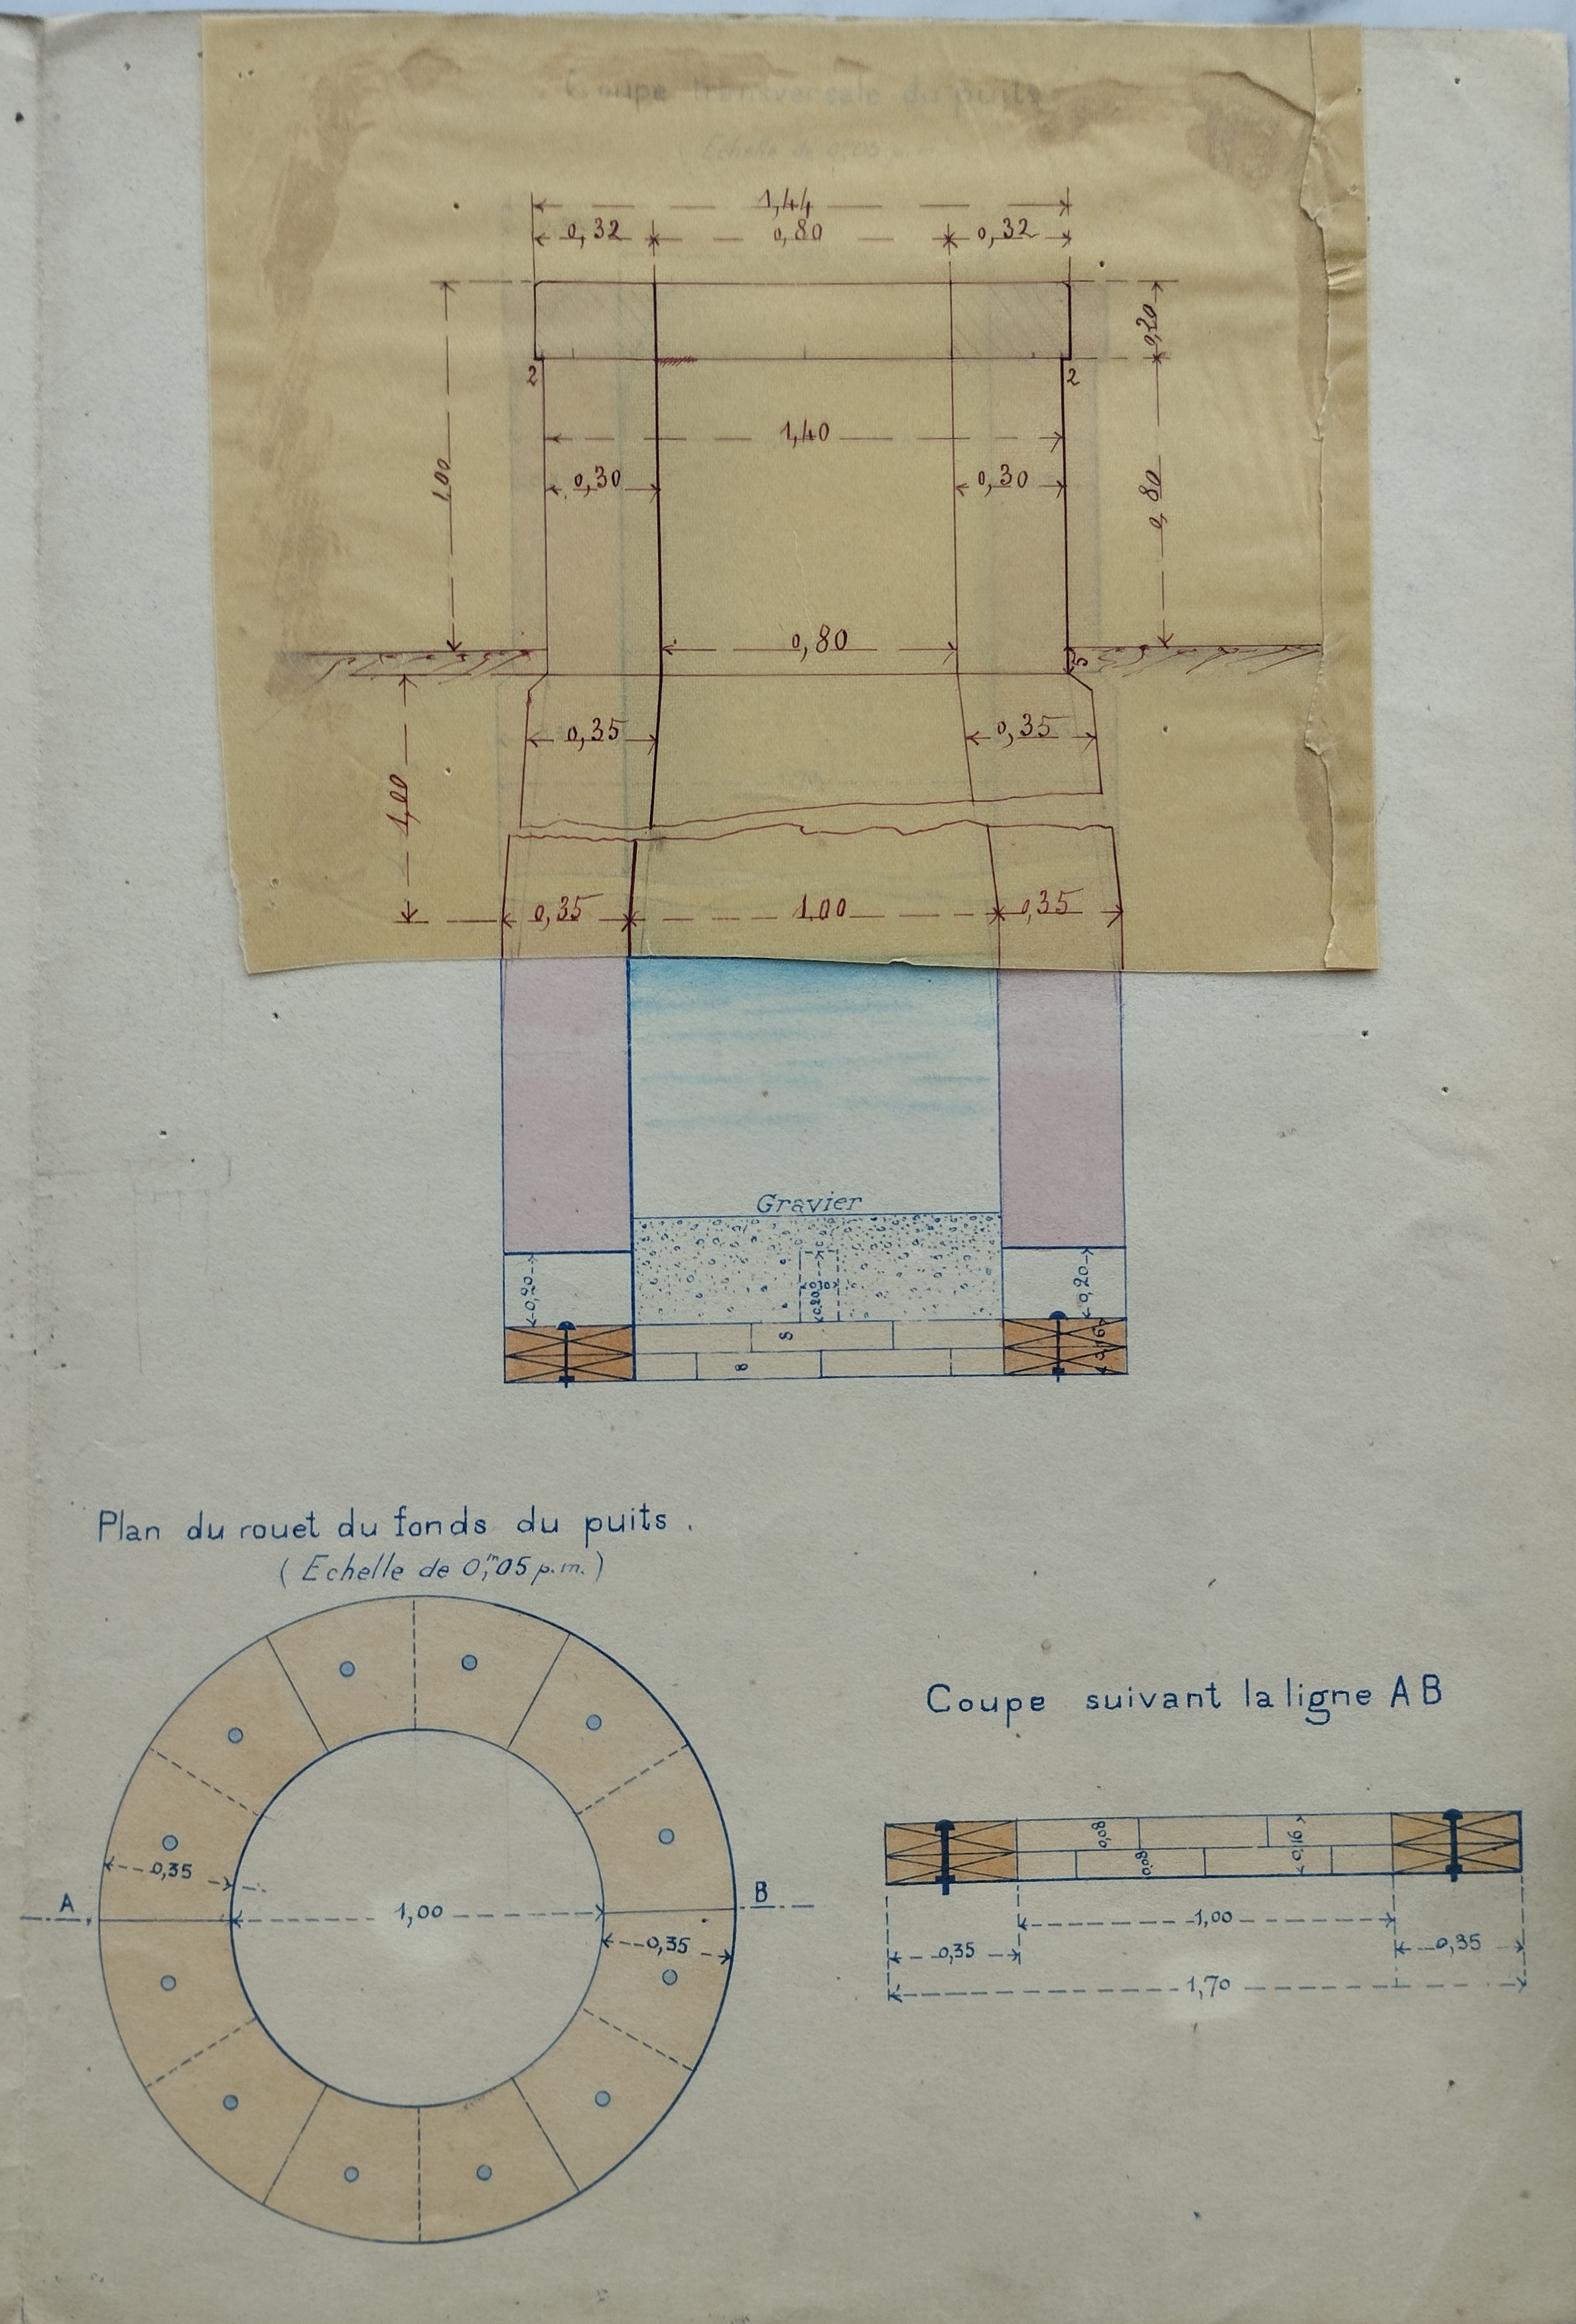 Coupe transversale du puits
(Echelle de 0,05 p.m.)
1,44
0,32 0,80 0,32
0,20
2 2
1,40
1,00
0,30 0,30
0,80
0,80
5
0,35 0,35
1,00
0,35 1,00 0,35
Gravier
0,20 0,20 0,20
8 0,16
8
Plan du rouet du fonds du puits.
(Echelle de 0,m05 p.m.)
Coupe suivant la ligne AB
0,08 0,16
0,08
0,35
A 1,00 B
0,35
1,00
0,35 0,35
1,70